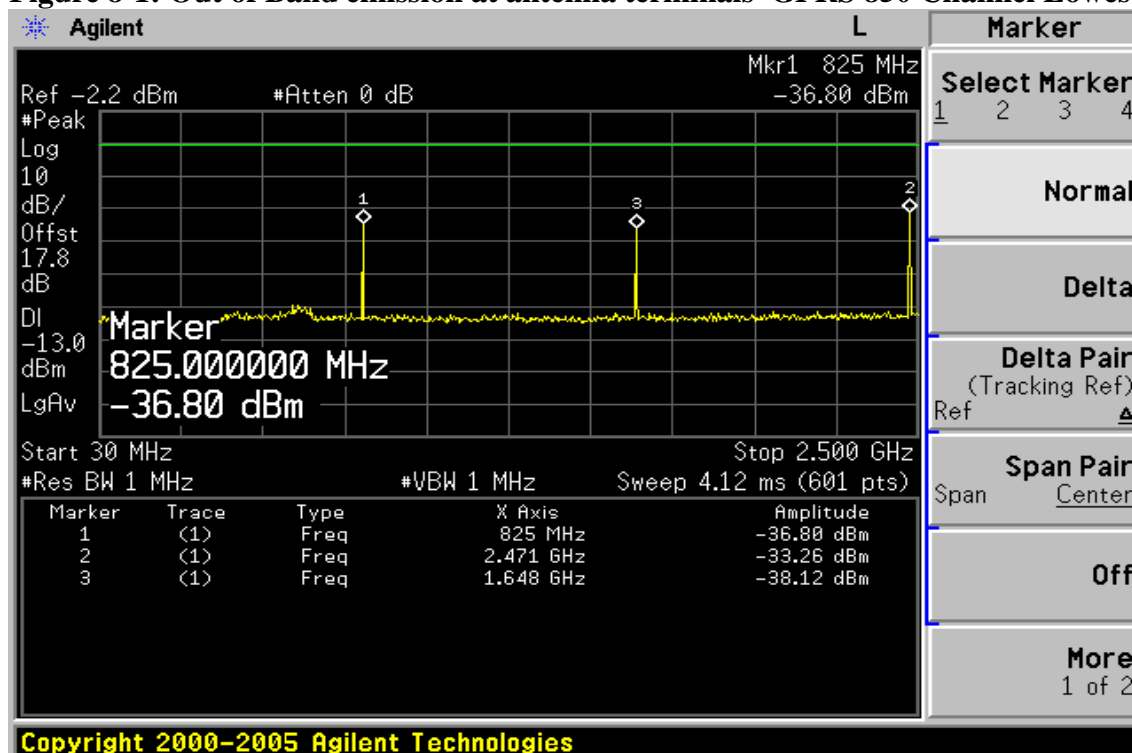 Agilent L Marker
Mkr1 825 MHz
Ref −2.2 dBm #Atten 0 dB −36.80 dBm
#Peak
Log
10
dB/
Offst
17.8
dB
DI
−13.0
dBm
LgAv
1
3
2
Marker
825.000000 MHz
−36.80 dBm
Start 30 MHz Stop 2.500 GHz
#Res BW 1 MHz #VBW 1 MHz Sweep 4.12 ms (601 pts)
Marker Trace Type X Axis Amplitude
1 (1) Freq 825 MHz −36.80 dBm
2 (1) Freq 2.471 GHz −33.26 dBm
3 (1) Freq 1.648 GHz −38.12 dBm
Select Marker
1 2 3 4
Normal
Delta
Delta Pair
(Tracking Ref)
Ref Δ
Span Pair
Span Center
Off
More
1 of 2
Copyright 2000–2005 Agilent Technologies